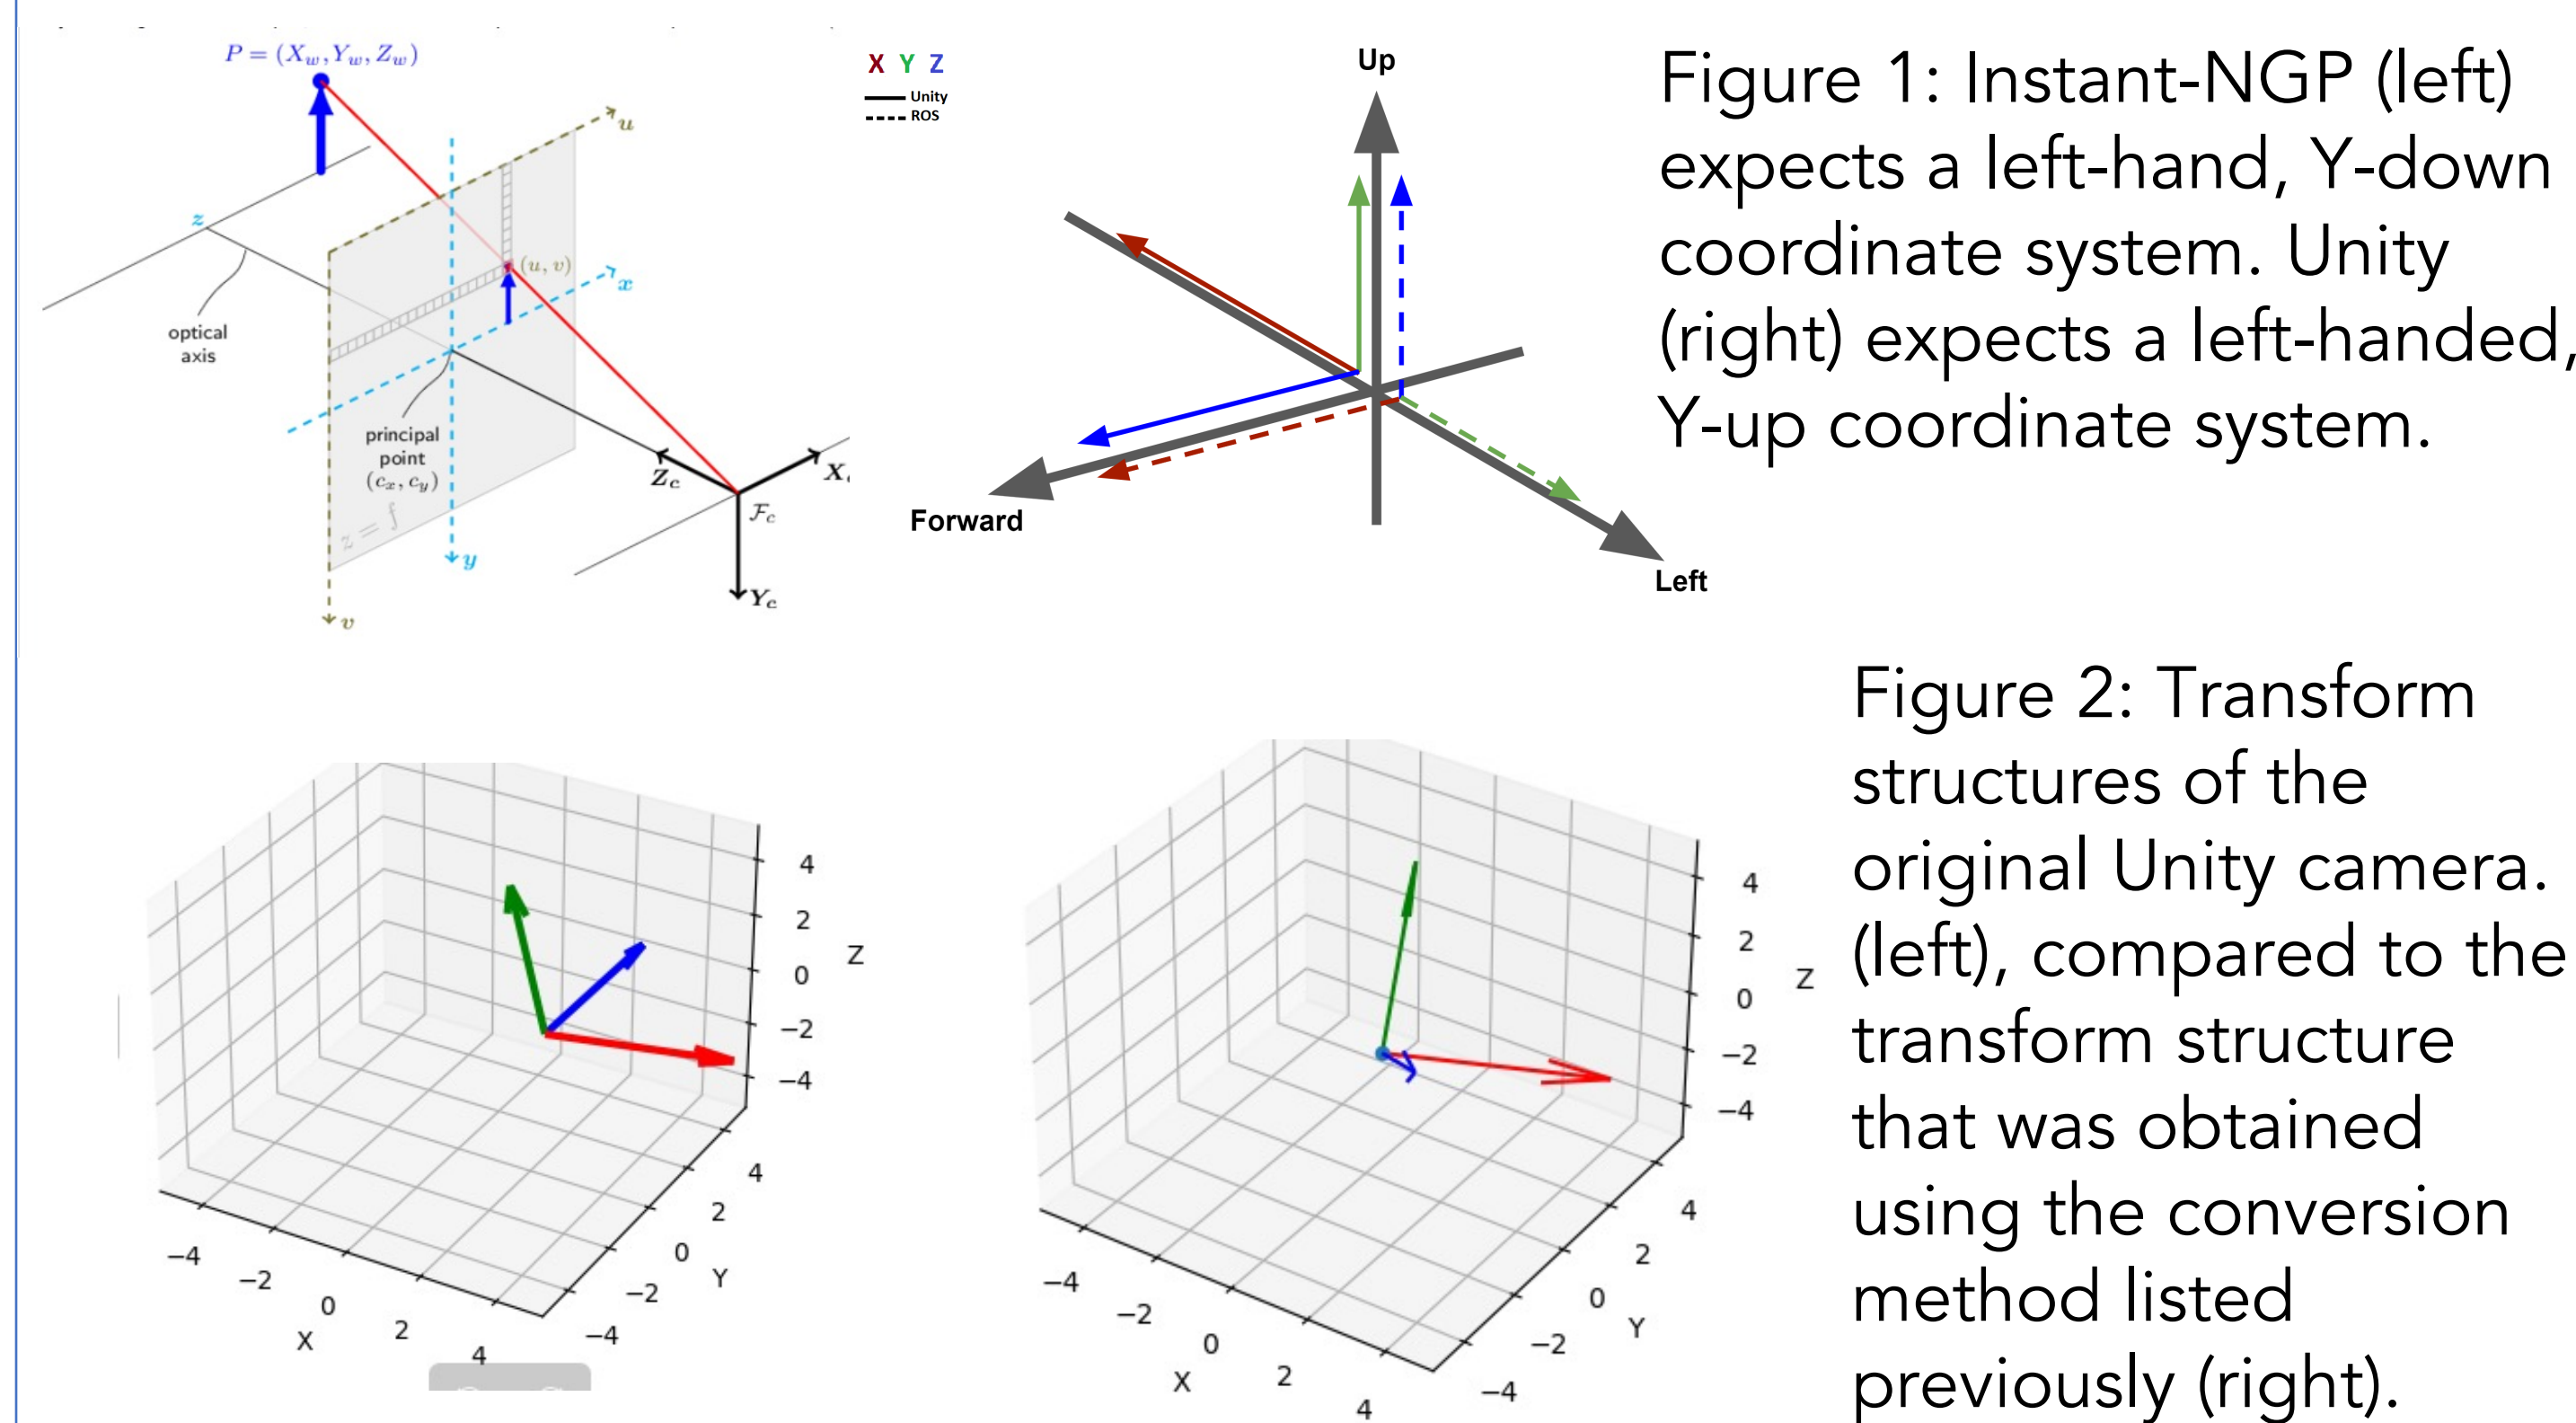 P = (X_w, Y_w, Z_w)
u
z
(u, v)
x
optical
axis
principal
point
(c_x, c_y)
z = f
Z_c
X
F_c
y
Y_c
v
X Y Z
Unity
ROS
Up
Forward
Left
Figure 1: Instant-NGP (left)
expects a left-hand, Y-down
coordinate system. Unity
(right) expects a left-handed,
Y-up coordinate system.
4
2
0
−2
−4
Z
4
2
0
−2
−4
Y
−4
−2
0
2
4
X
4
2
0
−2
−4
Z
4
2
0
−2
−4
Y
−4
−2
0
2
4
X
Figure 2: Transform
structures of the
original Unity camera.
(left), compared to the
transform structure
that was obtained
using the conversion
method listed
previously (right).